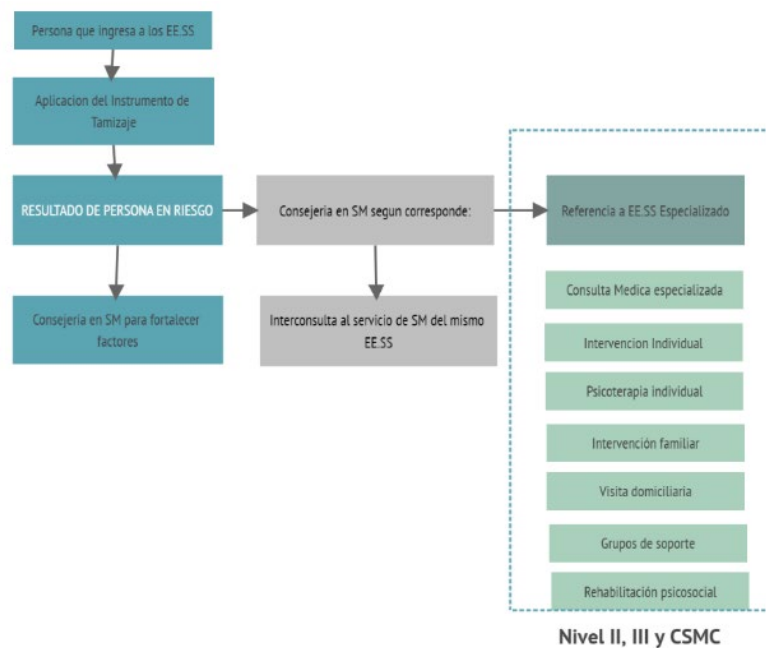 Persona que ingresa a los EE.SS
Aplicacion del Instrumento de
Tamizaje
RESULTADO DE PERSONA EN RIESGO
Consejeria en SM segun corresponde:
Referencia a EE.SS Especializado
Consejeria en SM para fortalecer
factores
Interconsulta al servicio de SM del mismo
EE.SS
Consulta Medica especializada
Intervencion Individual
Psicoterapia individual
Intervención familiar
Visita domiciliaria
Grupos de soporte
Rehabilitación psicosocial
Nivel II, III y CSMC